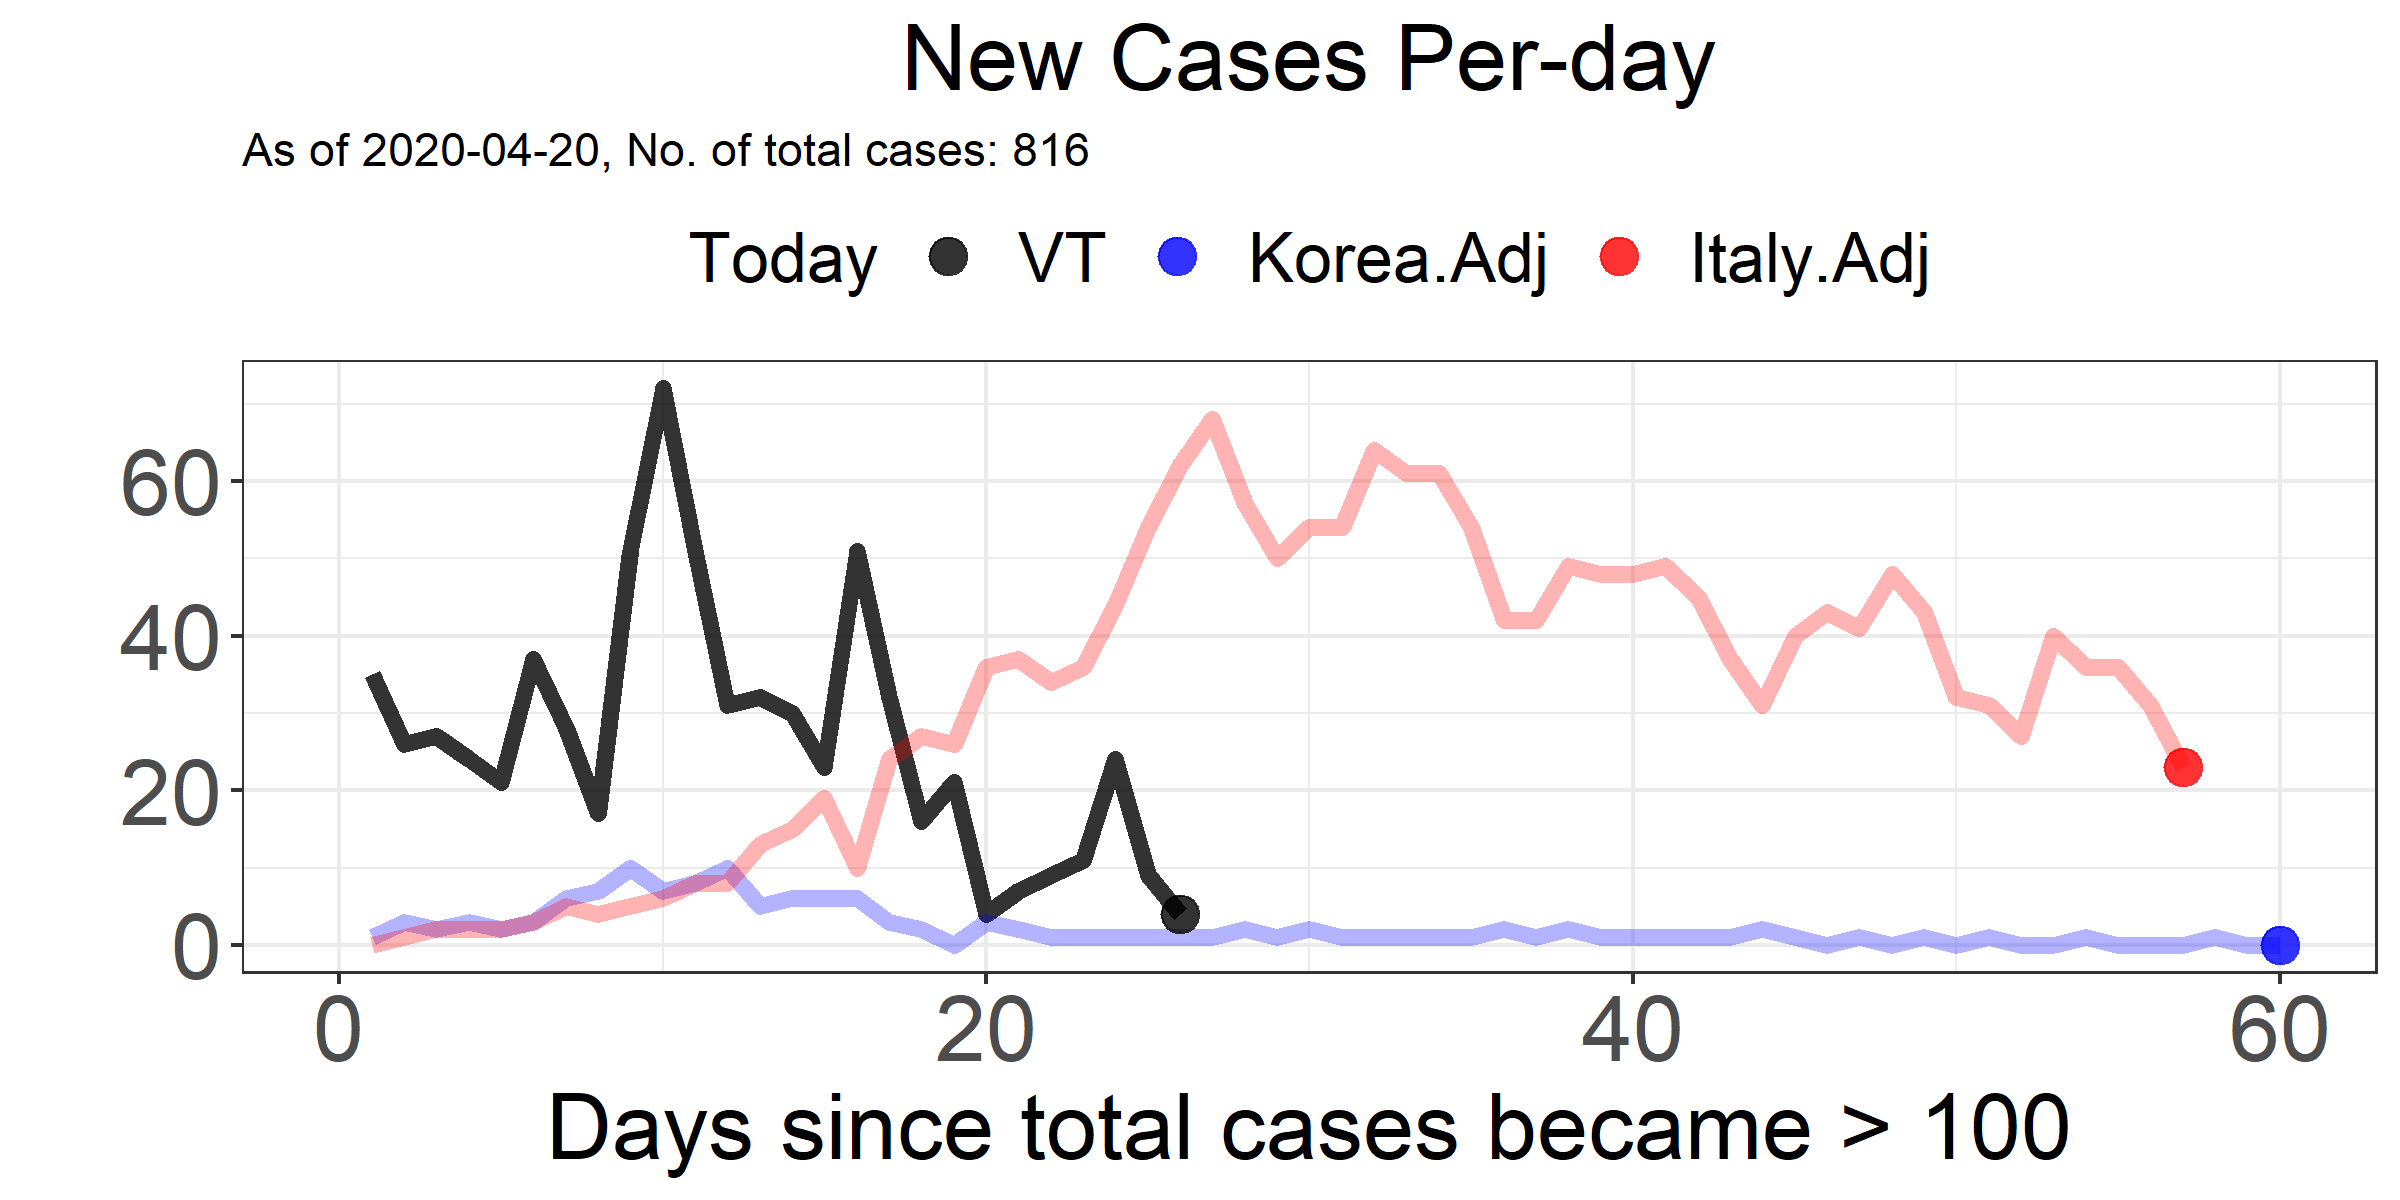 New Cases Per-day
As of 2020-04-20, No. of total cases: 816
Today VT Korea.Adj Italy.Adj
60
40
20
0
0 20 40 60
Days since total cases became > 100